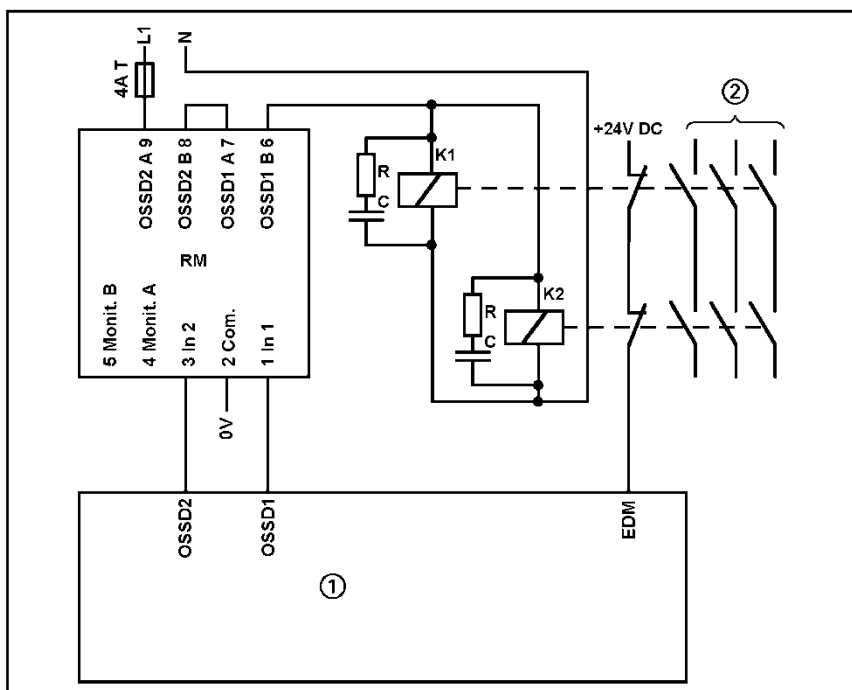 L1
N
4A T
②
+24V DC
OSSD2 A 9
OSSD2 B 8
OSSD1 A 7
OSSD1 B 6
K1
R
C
RM
K2
R
C
5 Monit. B
4 Monit. A
3 In 2
2 Com.
1 In 1
0V
OSSD2
OSSD1
EDM
①